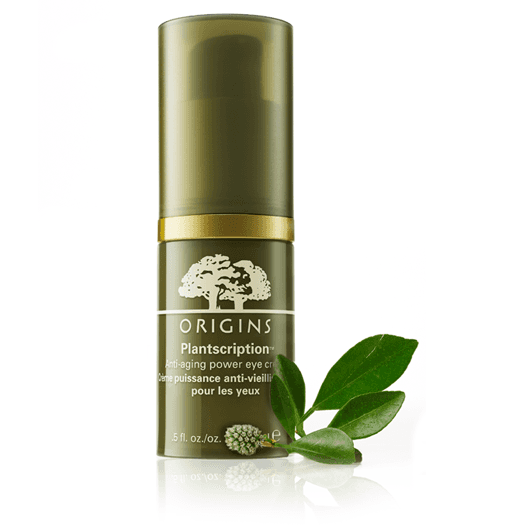 ORIGINS
Plantscription™
Anti-aging power eye
Crème puissance
pour les yeux
.5 fl. oz./oz.